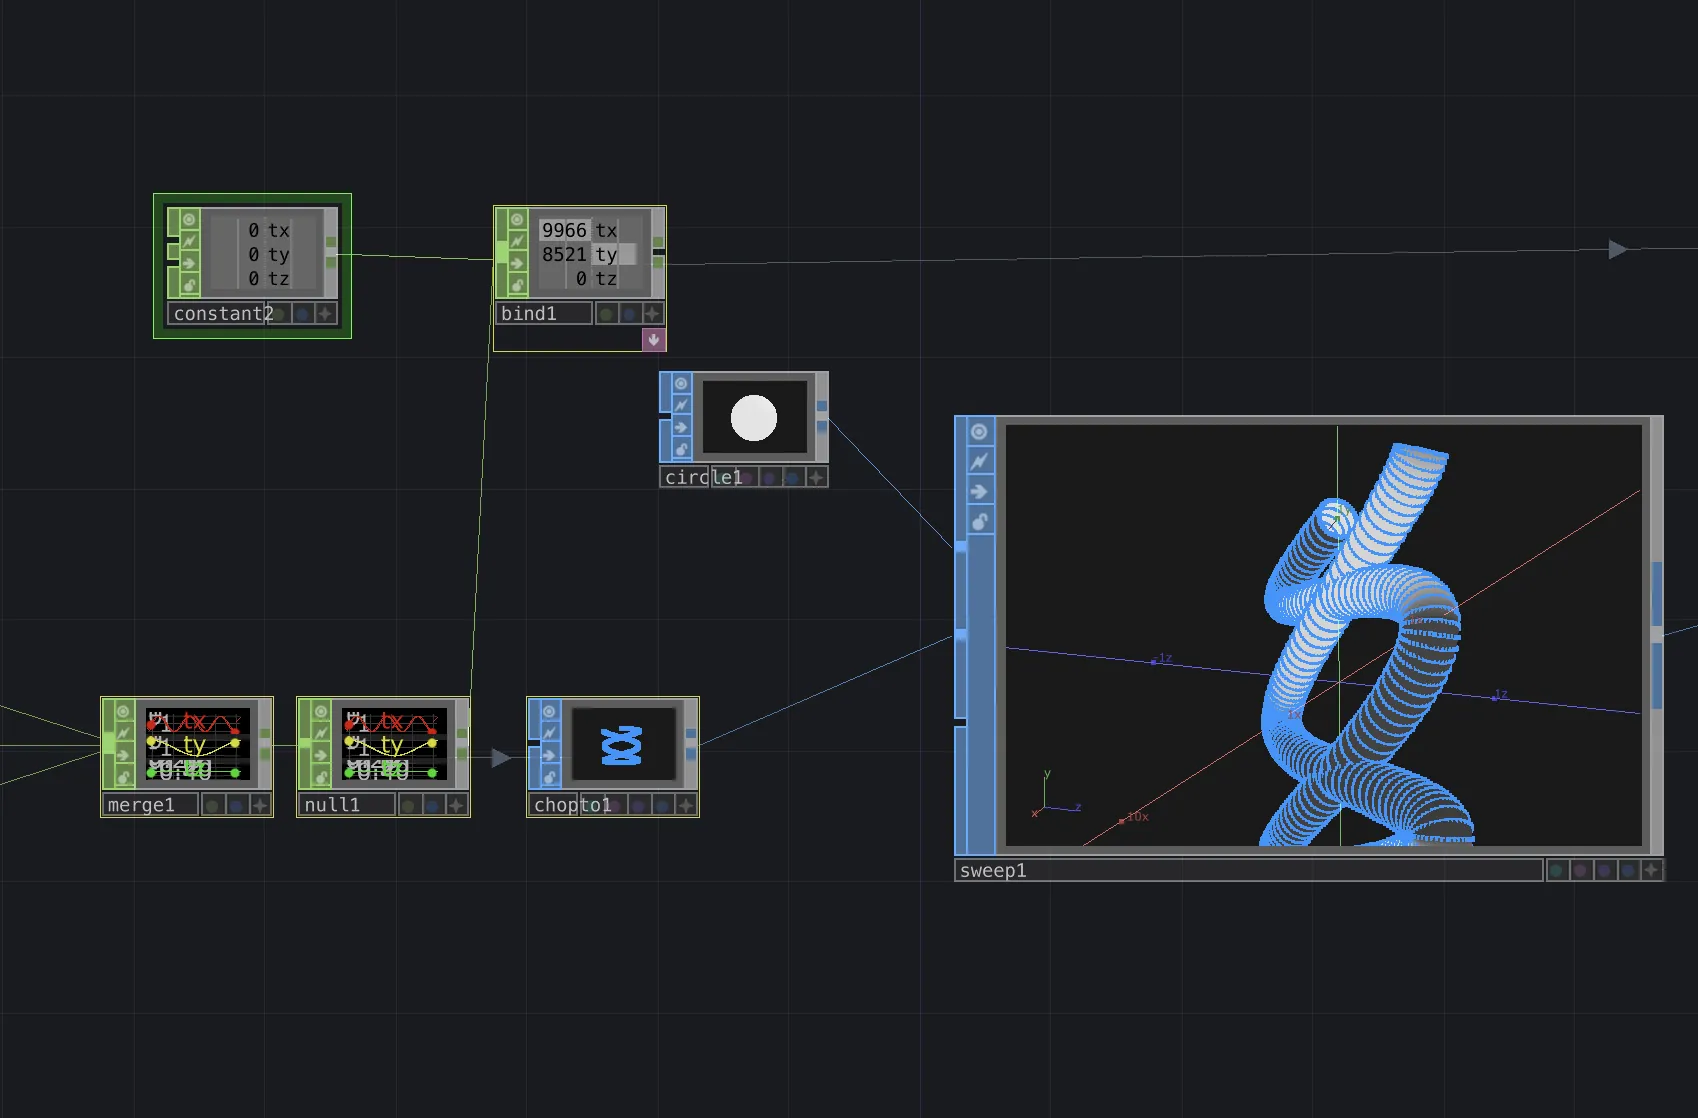 0 tx
0 ty
0 tz
constant2
9966 tx
8521 ty
0 tz
bind1
circle1
-1z
1z
1x
10x
y
x
z
sweep1
tx
ty
merge1
tx
ty
null1
chopto1